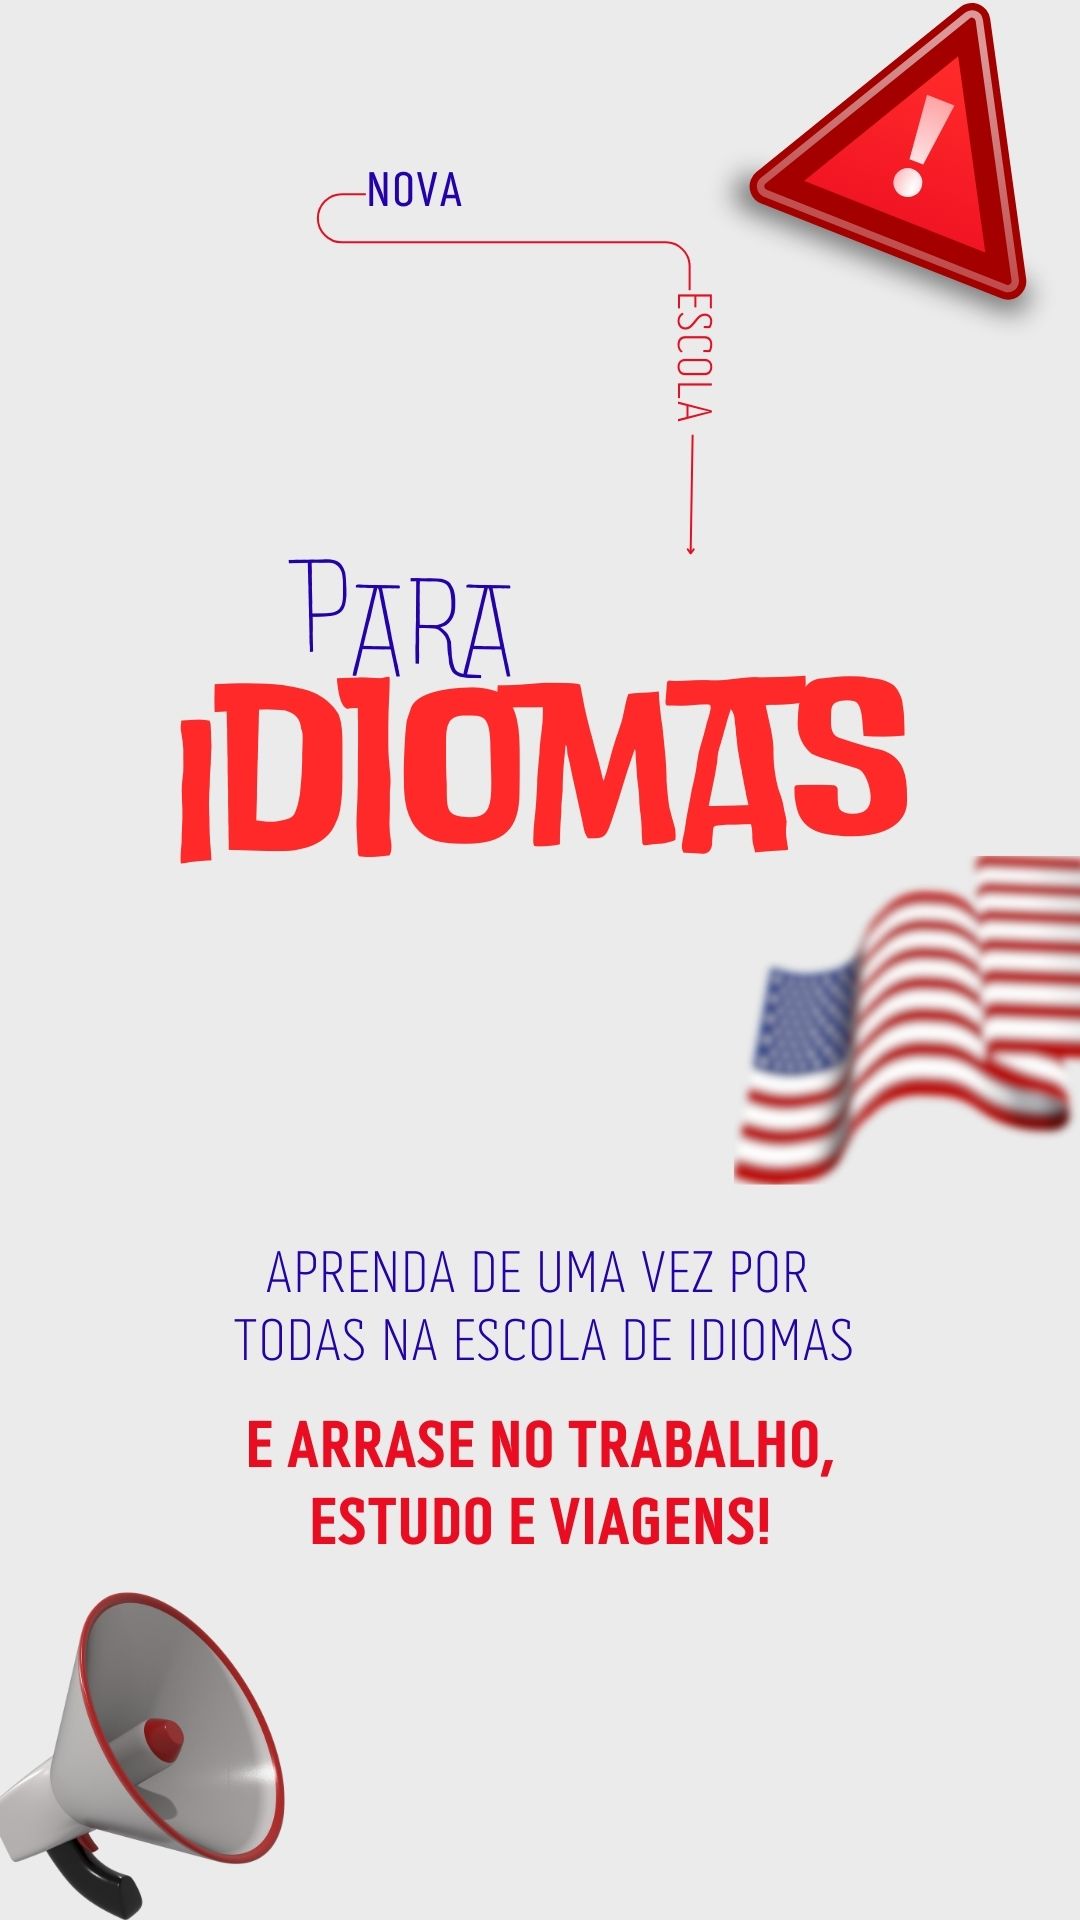 NOVA
ESCOLA
PARA
IDIOMAS
APRENDA DE UMA VEZ POR
TODAS NA ESCOLA DE IDIOMAS
E ARRASE NO TRABALHO,
ESTUDO E VIAGENS!